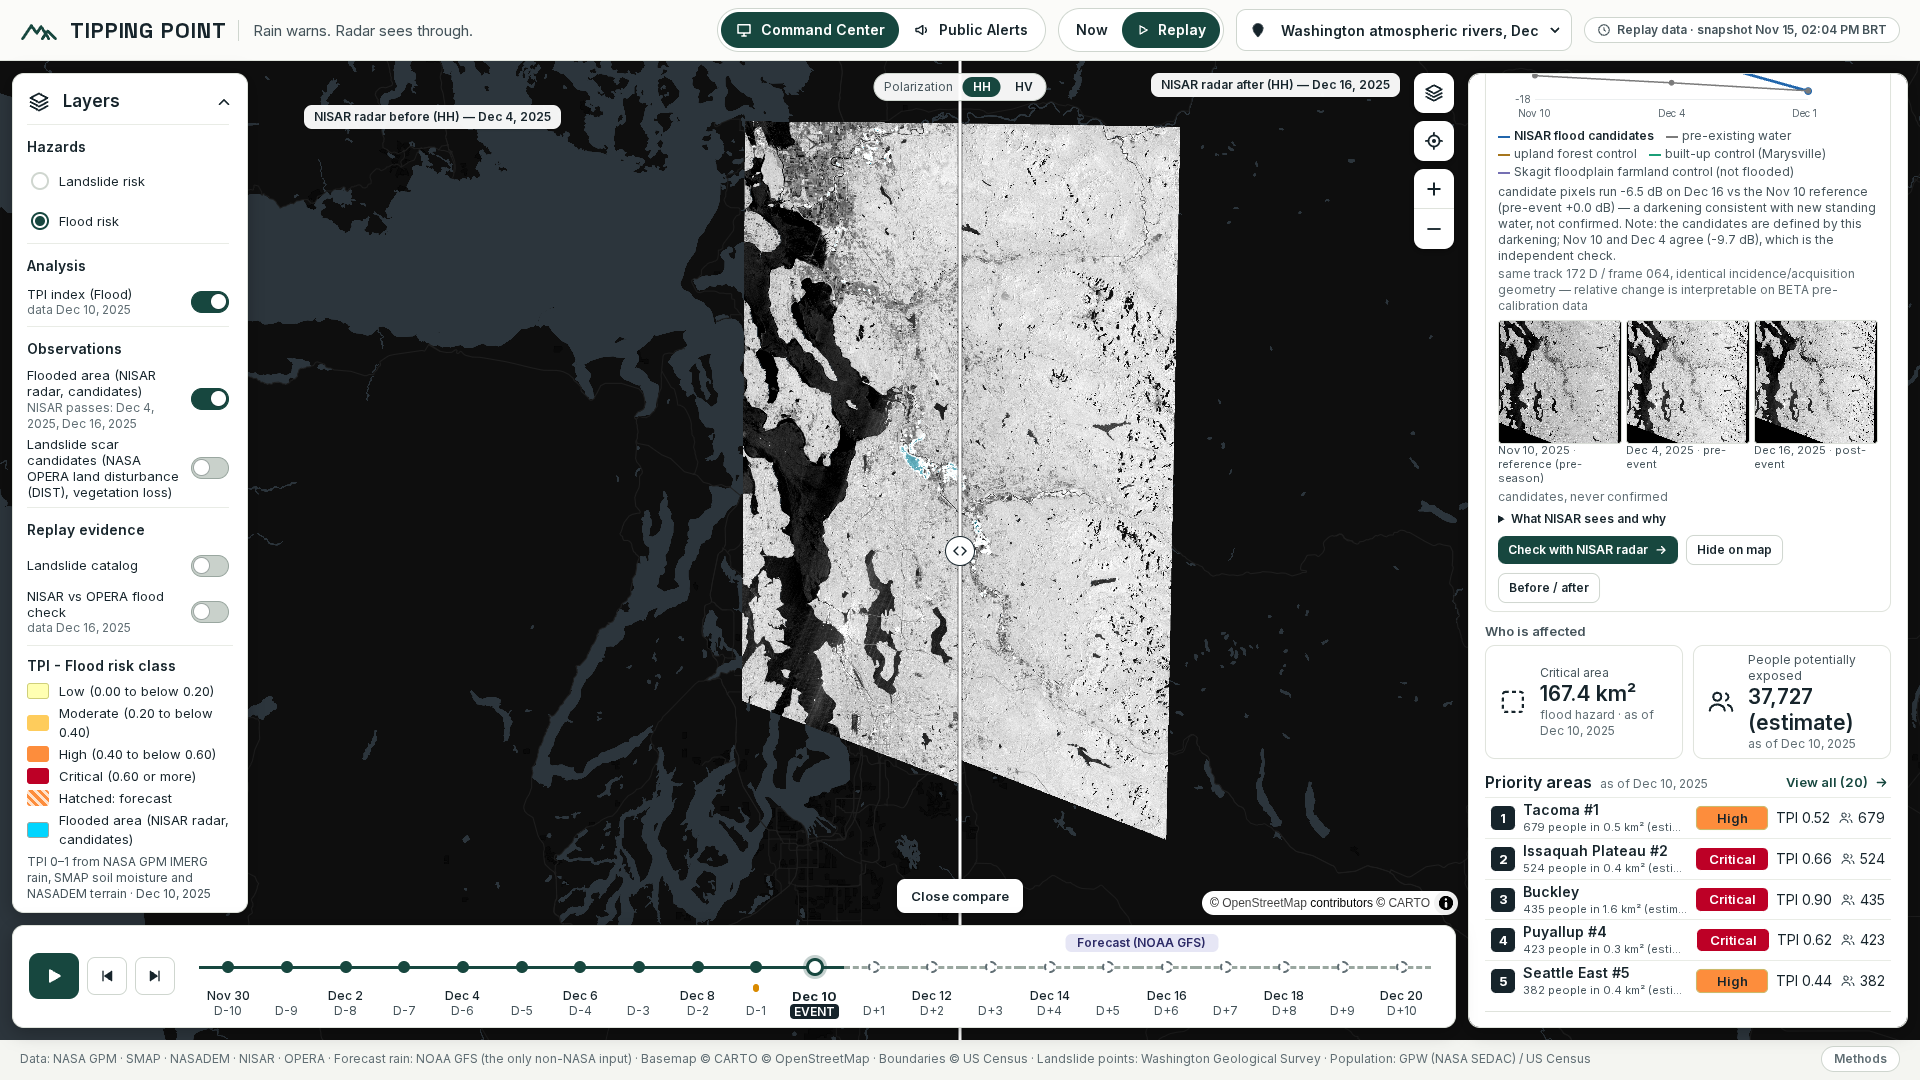 TIPPING POINT
Rain warns. Radar sees through.
Command Center
Public Alerts
Now
Replay
Washington atmospheric rivers, Dec
Replay data · snapshot Nov 15, 02:04 PM BRT
Layers
Hazards
Landslide risk
Flood risk
Analysis
TPI index (Flood)
data Dec 10, 2025
Observations
Flooded area (NISAR
radar, candidates)
NISAR passes: Dec 4,
2025, Dec 16, 2025
Landslide scar
candidates (NASA
OPERA land disturbance
(DIST), vegetation loss)
Replay evidence
Landslide catalog
NISAR vs OPERA flood
check
data Dec 16, 2025
TPI - Flood risk class
Low (0.00 to below 0.20)
Moderate (0.20 to below
0.40)
High (0.40 to below 0.60)
Critical (0.60 or more)
Hatched: forecast
Flooded area (NISAR radar,
candidates)
TPI 0–1 from NASA GPM IMERG
rain, SMAP soil moisture and
NASADEM terrain · Dec 10, 2025
NISAR radar before (HH) — Dec 4, 2025
Polarization HH HV
NISAR radar after (HH) — Dec 16, 2025
Close compare
© OpenStreetMap contributors © CARTO
-18
Nov 10 Dec 4 Dec 1
NISAR flood candidates pre-existing water
upland forest control built-up control (Marysville)
Skagit floodplain farmland control (not flooded)
candidate pixels run -6.5 dB on Dec 16 vs the Nov 10 reference
(pre-event +0.0 dB) — a darkening consistent with new standing
water, not confirmed. Note: the candidates are defined by this
darkening; Nov 10 and Dec 4 agree (-9.7 dB), which is the
independent check.
same track 172 D / frame 064, identical incidence/acquisition
geometry — relative change is interpretable on BETA pre-
calibration data
Nov 10, 2025 ·
reference (pre-
season)
Dec 4, 2025 · pre-
event
Dec 16, 2025 · post-
event
candidates, never confirmed
What NISAR sees and why
Check with NISAR radar →
Hide on map
Before / after
Who is affected
Critical area
167.4 km²
flood hazard · as of
Dec 10, 2025
People potentially
exposed
37,727
(estimate)
as of Dec 10, 2025
Priority areas as of Dec 10, 2025 View all (20) →
1 Tacoma #1 High TPI 0.52 679
679 people in 0.5 km² (esti...
2 Issaquah Plateau #2 Critical TPI 0.66 524
524 people in 0.4 km² (esti...
3 Buckley Critical TPI 0.90 435
435 people in 1.6 km² (estim...
4 Puyallup #4 Critical TPI 0.62 423
423 people in 0.3 km² (esti...
5 Seattle East #5 High TPI 0.44 382
382 people in 0.4 km² (esti...
Forecast (NOAA GFS)
Nov 30 Dec 2 Dec 4 Dec 6 Dec 8 Dec 10 Dec 12 Dec 14 Dec 16 Dec 18 Dec 20
D-10 D-9 D-8 D-7 D-6 D-5 D-4 D-3 D-2 D-1 EVENT D+1 D+2 D+3 D+4 D+5 D+6 D+7 D+8 D+9 D+10
Data: NASA GPM · SMAP · NASADEM · NISAR · OPERA · Forecast rain: NOAA GFS (the only non-NASA input) · Basemap © CARTO © OpenStreetMap · Boundaries © US Census · Landslide points: Washington Geological Survey · Population: GPW (NASA SEDAC) / US Census
Methods